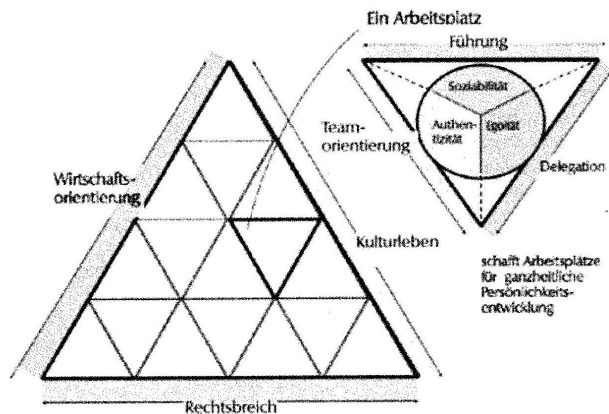 Ein Arbeitsplatz
Führung
Soziabilität
Authen-
tizität
Egoität
Team-
orientierung
Delegation
Wirtschafts-
orientierung
Kulturleben
schafft Arbeitsplätze
für ganzheitliche
Persönlichkeits-
entwicklung
Rechtsbreich